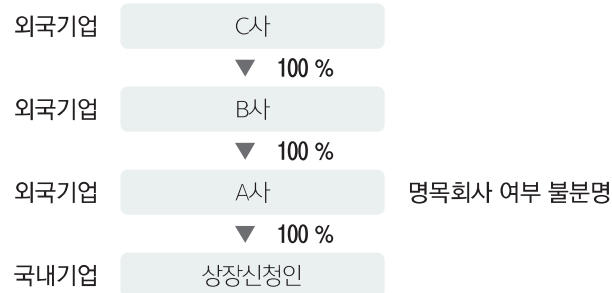 외국기업 C사
▼ 100 %
외국기업 B사
▼ 100 %
외국기업 A사 명목회사 여부 불분명
▼ 100 %
국내기업 상장신청인